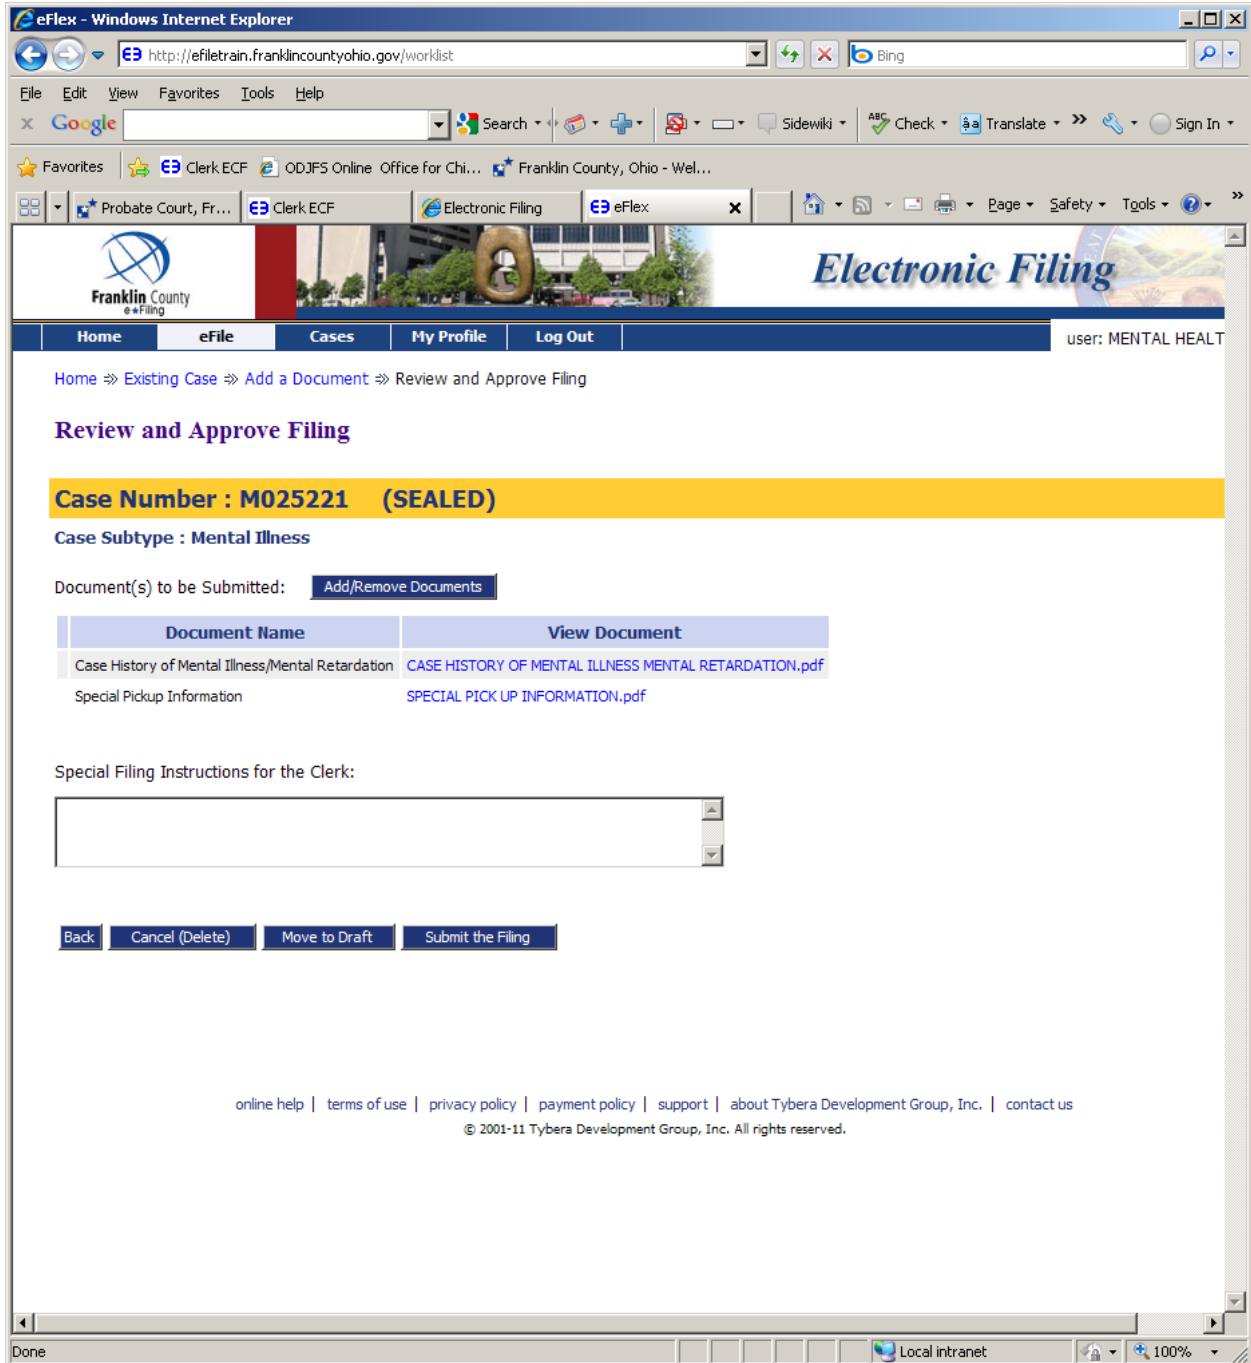 eFlex - Windows Internet Explorer
http://efiletrain.franklincountyohio.gov/worklist
Bing
File Edit View Favorites Tools Help
x Google Search Sidewiki ABC Check Translate >> Sign In
Favorites Clerk ECF ODJFS Online Office for Chi... Franklin County, Ohio - Wel...
Probate Court, Fr... Clerk ECF Electronic Filing eFlex Page Safety Tools >>
Franklin County
e★Filing
Electronic Filing
Home eFile Cases My Profile Log Out
user: MENTAL HEALT
Home ⇒ Existing Case ⇒ Add a Document ⇒ Review and Approve Filing
Review and Approve Filing
Case Number : M025221 (SEALED)
Case Subtype : Mental Illness
Document(s) to be Submitted: Add/Remove Documents
Document Name View Document
Case History of Mental Illness/Mental Retardation CASE HISTORY OF MENTAL ILLNESS MENTAL RETARDATION.pdf
Special Pickup Information SPECIAL PICK UP INFORMATION.pdf
Special Filing Instructions for the Clerk:
Back Cancel (Delete) Move to Draft Submit the Filing
online help | terms of use | privacy policy | payment policy | support | about Tybera Development Group, Inc. | contact us
© 2001-11 Tybera Development Group, Inc. All rights reserved.
Done Local intranet 100%